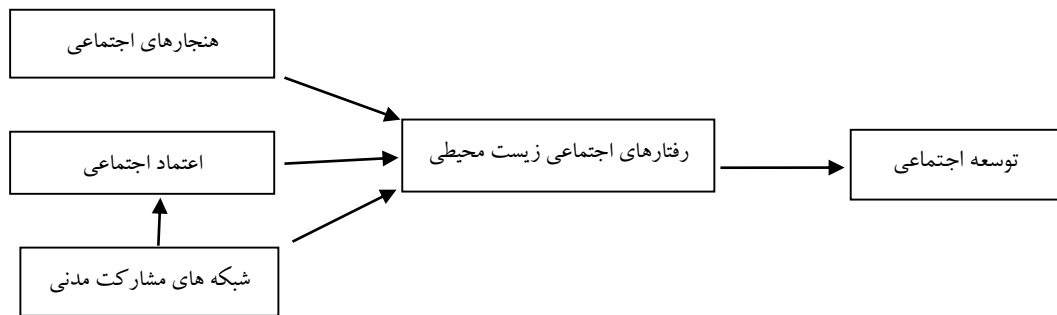 هنجارهای اجتماعی
اعتماد اجتماعی
شبکه های مشارکت مدنی
رفتارهای اجتماعی زیست محیطی
توسعه اجتماعی